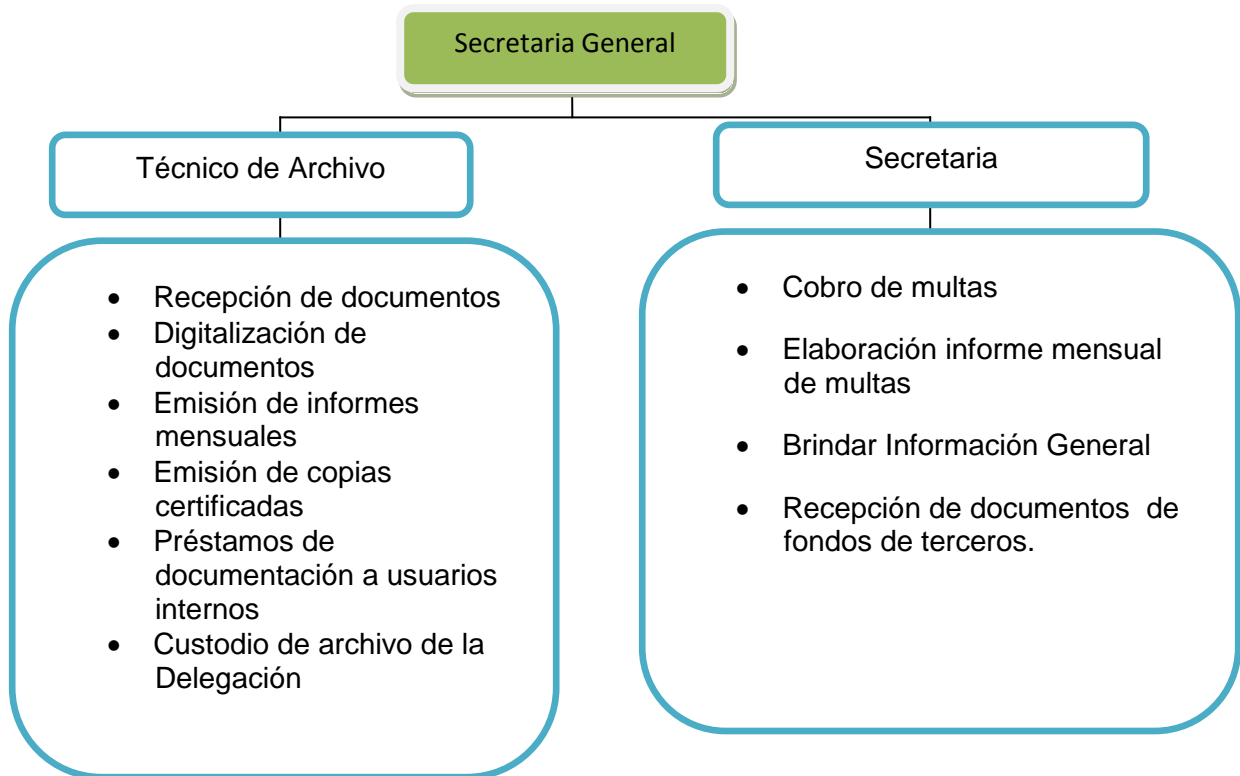 Secretaria General
Técnico de Archivo
Secretaria
• Recepción de documentos
• Digitalización de
documentos
• Emisión de informes
mensuales
• Emisión de copias
certificadas
• Préstamos de
documentación a usuarios
internos
• Custodio de archivo de la
Delegación
• Cobro de multas
• Elaboración informe mensual
de multas
• Brindar Información General
• Recepción de documentos de
fondos de terceros.